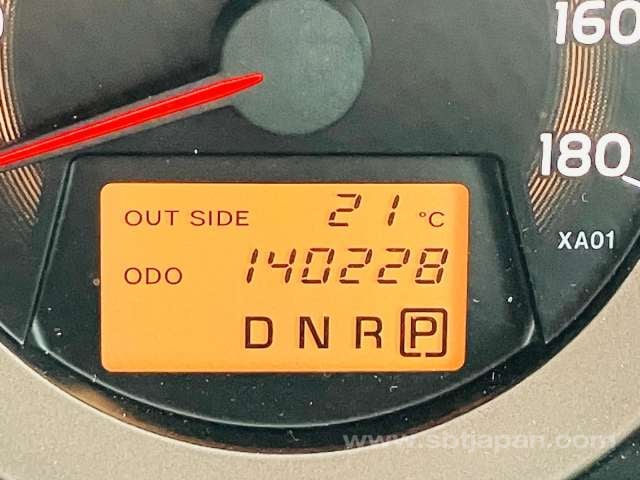 160
180
XA01
OUT SIDE 21 °C
ODO 140228
D N R P
www.sbtjapan.com